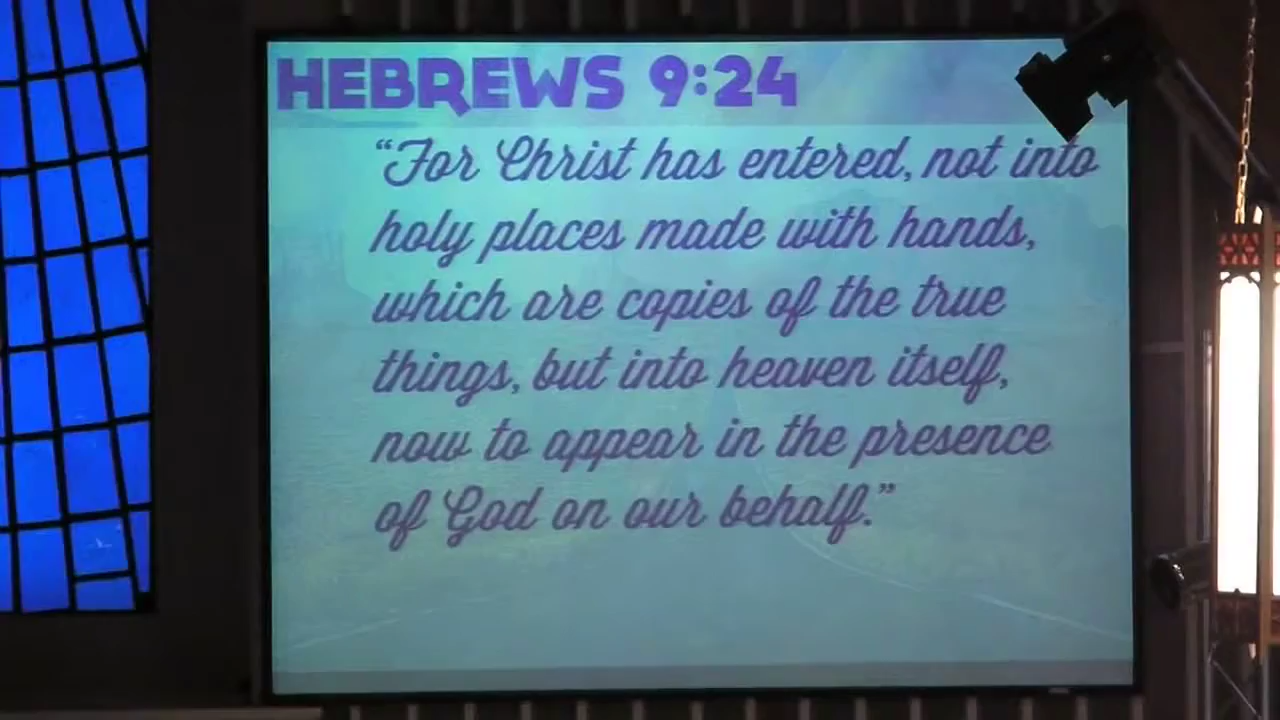 HEBREWS 9:24
“For Christ has entered, not into
holy places made with hands,
which are copies of the true
things, but into heaven itself,
now to appear in the presence
of God on our behalf.”